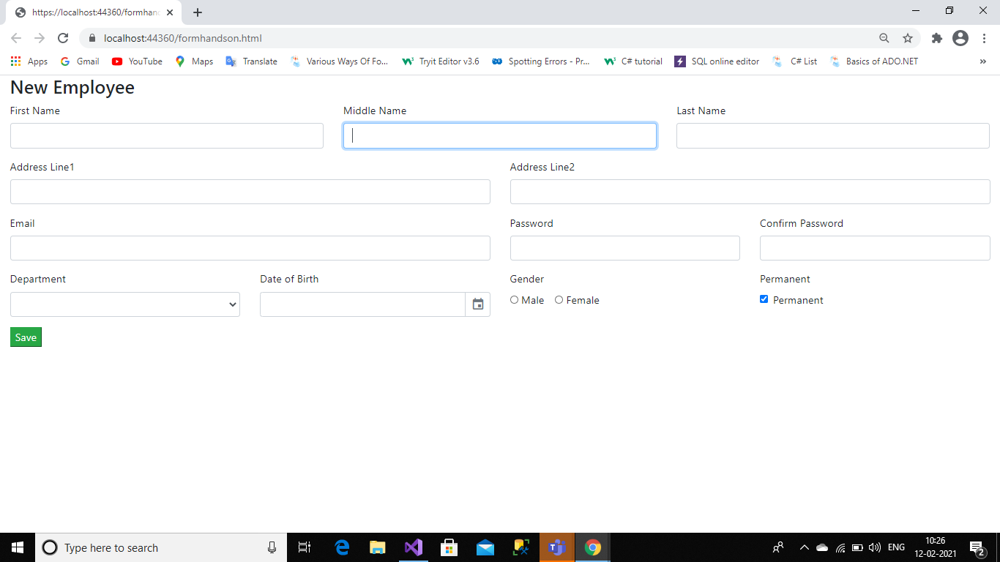 https://localhost:44360/formhan
localhost:44360/formhandson.html
Apps Gmail YouTube Maps Translate Various Ways Of Fo... Tryit Editor v3.6 Spotting Errors - Pr... C# tutorial SQL online editor C# List Basics of ADO.NET »
New Employee
First Name Middle Name Last Name
Address Line1 Address Line2
Email Password Confirm Password
Department Date of Birth Gender Permanent
Male Female Permanent
Save
Type here to search ENG 10:26
12-02-2021 2